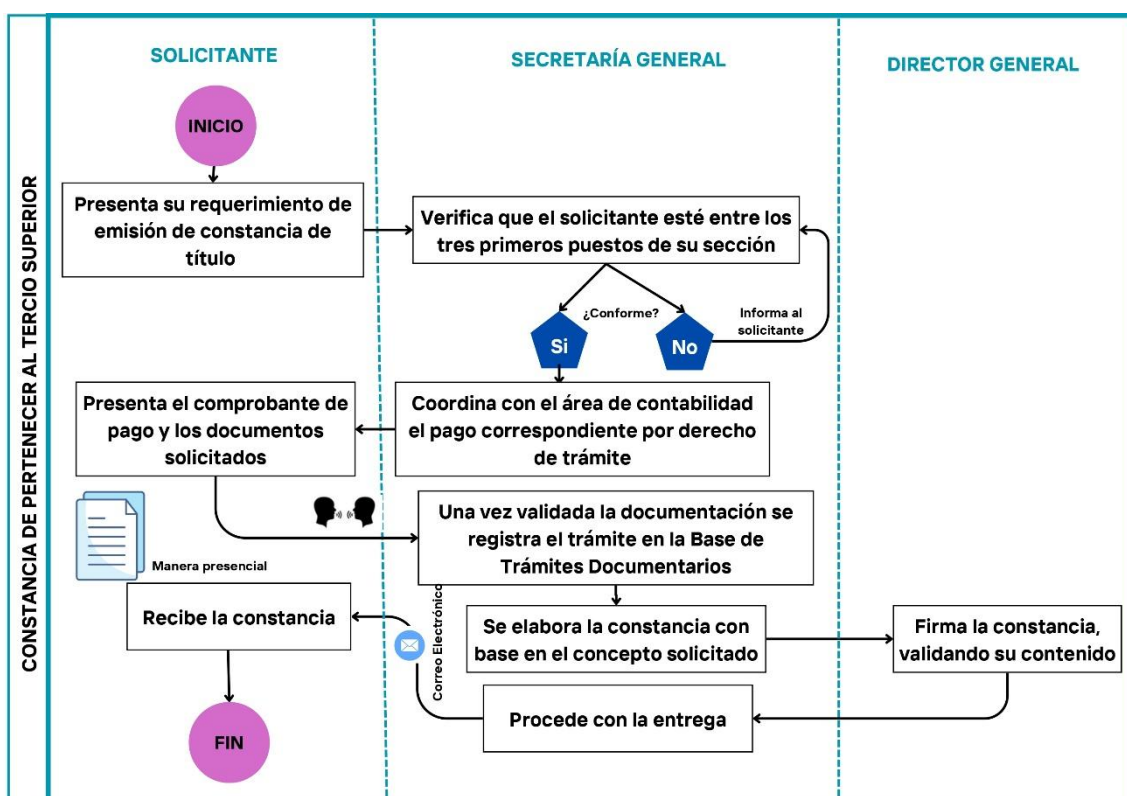 CONSTANCIA DE PERTENECER AL TERCIO SUPERIOR
SOLICITANTE
SECRETARÍA GENERAL
DIRECTOR GENERAL
INICIO
Presenta su requerimiento de
emisión de constancia de
título
Verifica que el solicitante esté entre los
tres primeros puestos de su sección
¿Conforme?
Si
No
Informa al
solicitante
Coordina con el área de contabilidad
el pago correspondiente por derecho
de trámite
Presenta el comprobante de
pago y los documentos
solicitados
Manera presencial
Una vez validada la documentación se
registra el trámite en la Base de
Trámites Documentarios
Se elabora la constancia con
base en el concepto solicitado
Firma la constancia,
validando su contenido
Procede con la entrega
Correo Electrónico
Recibe la constancia
FIN